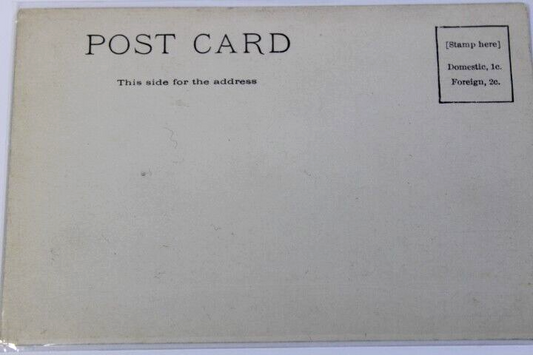 POST CARD
This side for the address
[Stamp here]
Domestic, 1c.
Foreign, 2c.